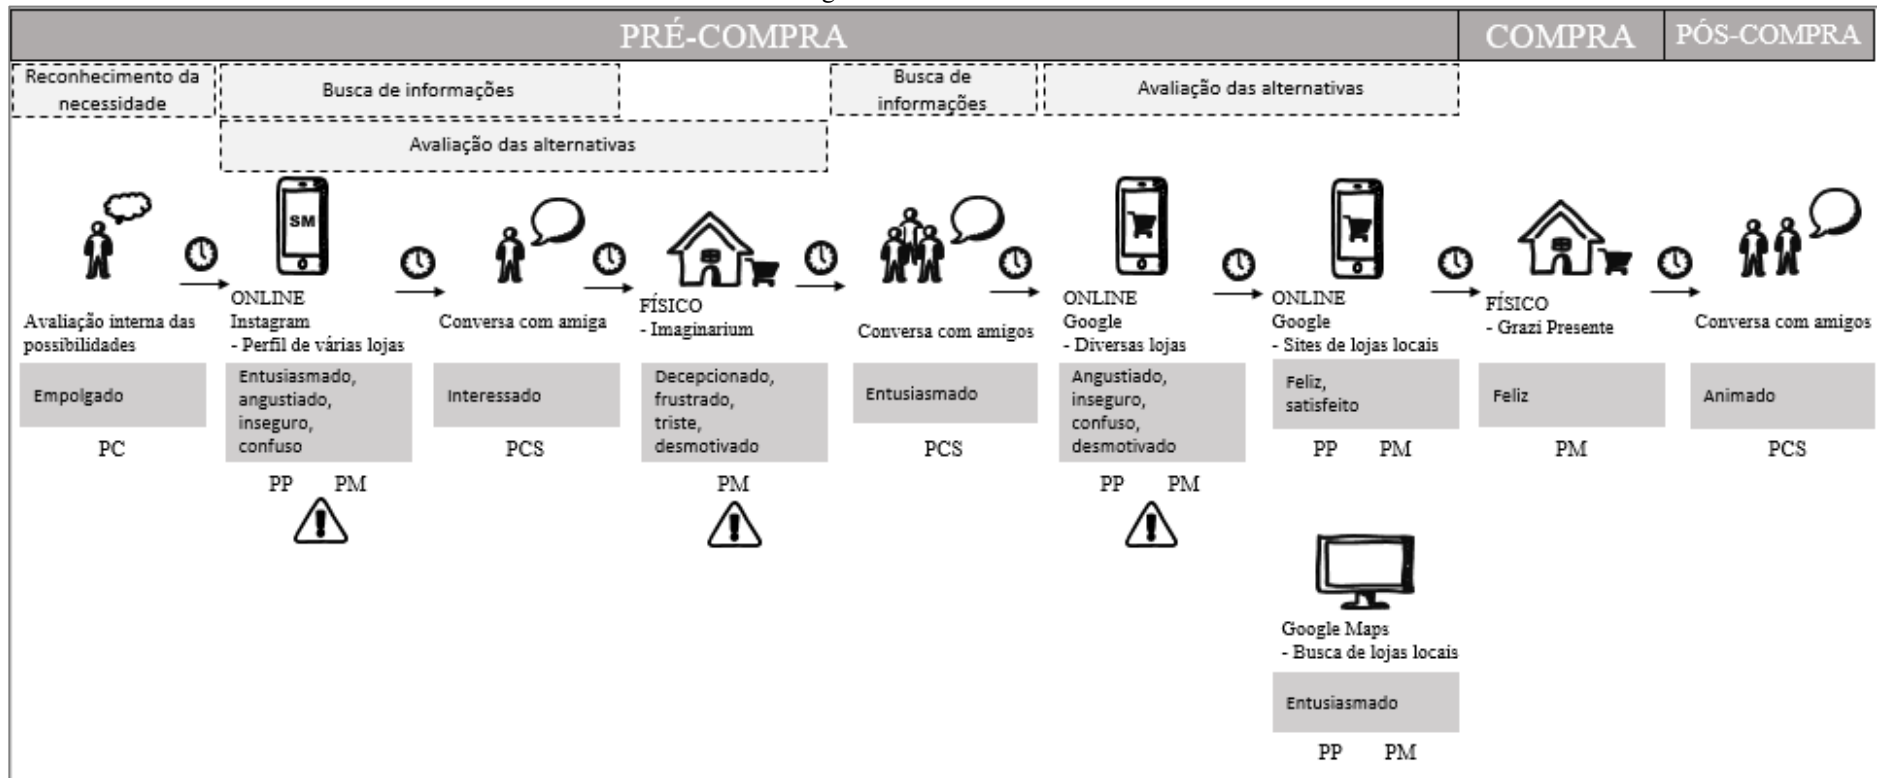 PRÉ-COMPRA
COMPRA
PÓS-COMPRA
Reconhecimento da
necessidade
Busca de informações
Avaliação das alternativas
Busca de
informações
Avaliação das alternativas
SM
Avaliação interna das
possibilidades
Empolgado
PC
ONLINE
Instagram
- Perfil de várias lojas
Entusiasmado,
angustiado,
inseguro,
confuso
PP PM
Conversa com amiga
Interessado
PCS
FÍSICO
- Imaginarium
Decepcionado,
frustrado,
triste,
desmotivado
PM
Conversa com amigos
Entusiasmado
PCS
ONLINE
Google
- Diversas lojas
Angustiado,
inseguro,
confuso,
desmotivado
PP PM
ONLINE
Google
- Sites de lojas locais
Feliz,
satisfeito
PP PM
Google Maps
- Busca de lojas locais
Entusiasmado
PP PM
FÍSICO
- Grazi Presente
Feliz
PM
Conversa com amigos
Animado
PCS